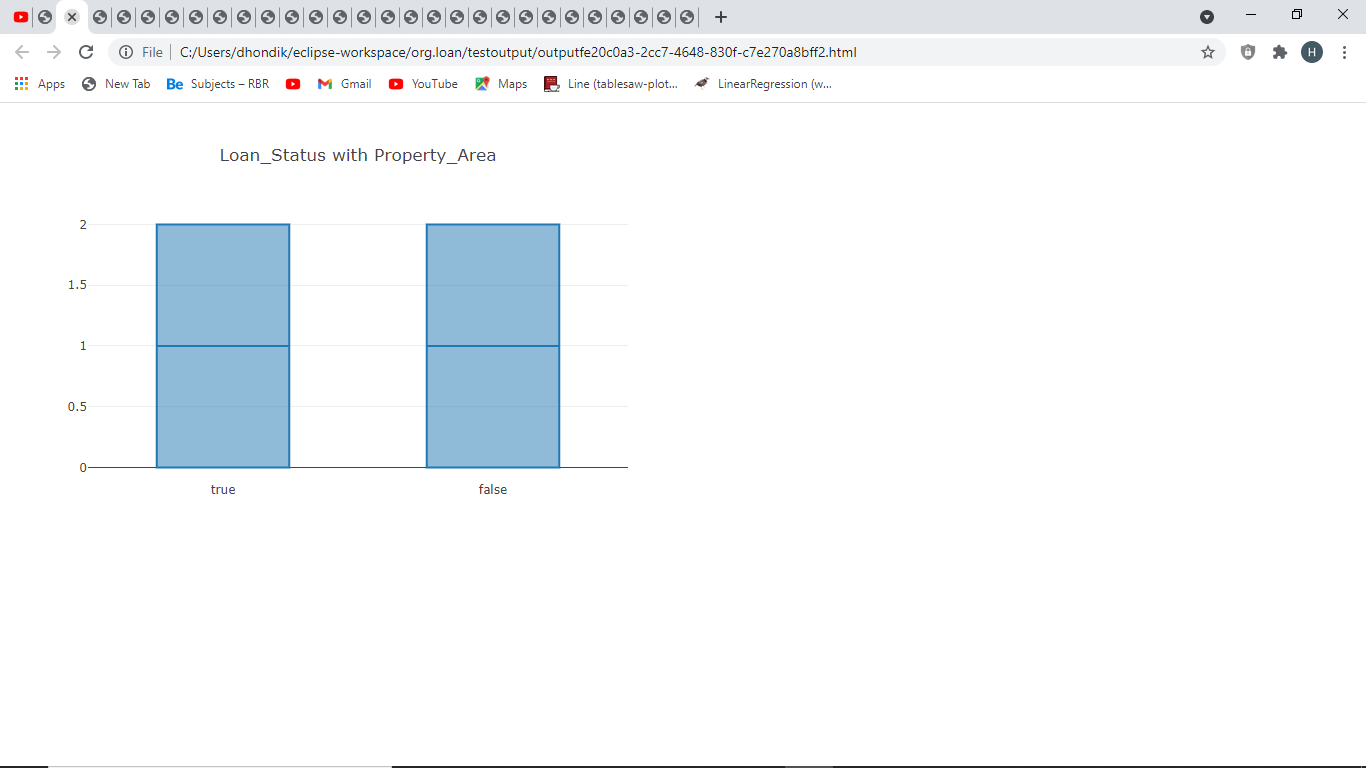 File C:/Users/dhondik/eclipse-workspace/org.loan/testoutput/outputfe20c0a3-2cc7-4648-830f-c7e270a8bff2.html H
Apps New Tab Be Subjects – RBR Gmail YouTube Maps Line (tablesaw-plot... LinearRegression (w...
Loan_Status with Property_Area
2
1.5
1
0.5
0
true false